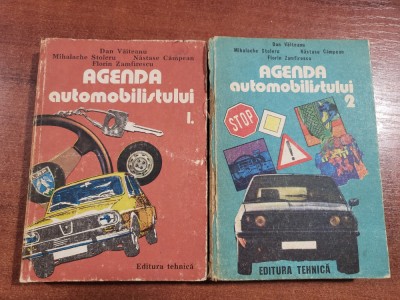 Dan Văiteanu
Mihalache Stoleru Năstase Câmpean
Florin Zamfirescu
AGENDA
automobilistului
1.
Editura tehnică
Dan Văiteanu
Mihalache Stoleru Năstase Câmpean
Florin Zamfirescu
AGENDA
automobilistului
2
STOP
EDITURA TEHNICĂ